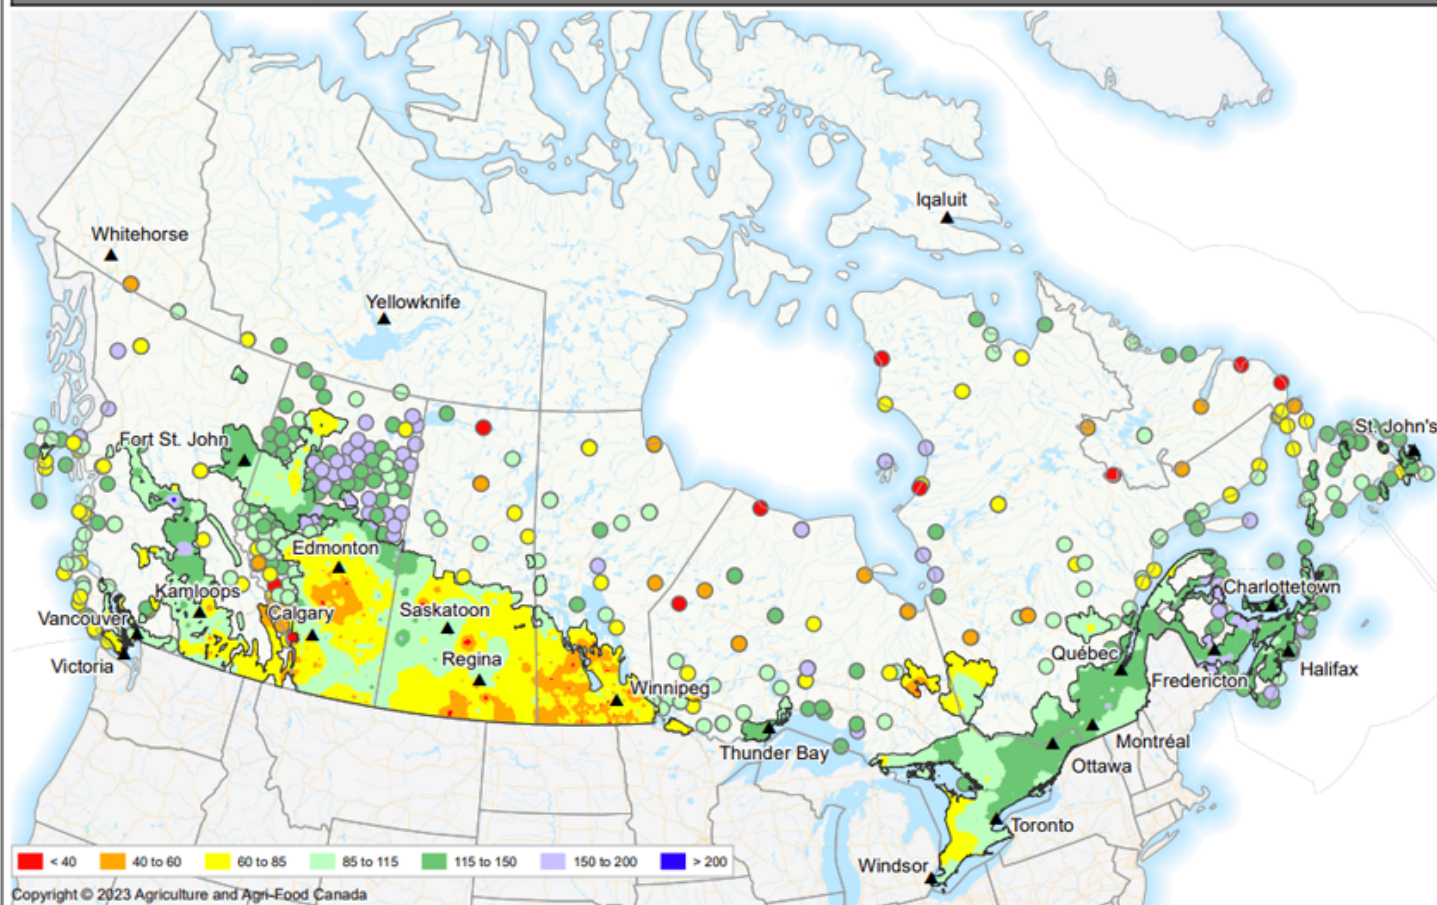 Iqaluit
Whitehorse
Yellowknife
Fort St. John
St. John's
Edmonton
Kamloops
Calgary
Saskatoon
Charlottetown
Vancouver
Victoria
Regina
Québec
Winnipeg
Fredericton
Halifax
Thunder Bay
Montréal
Ottawa
Toronto
Windsor
< 40 40 to 60 60 to 85 85 to 115 115 to 150 150 to 200 > 200
Copyright © 2023 Agriculture and Agri-Food Canada